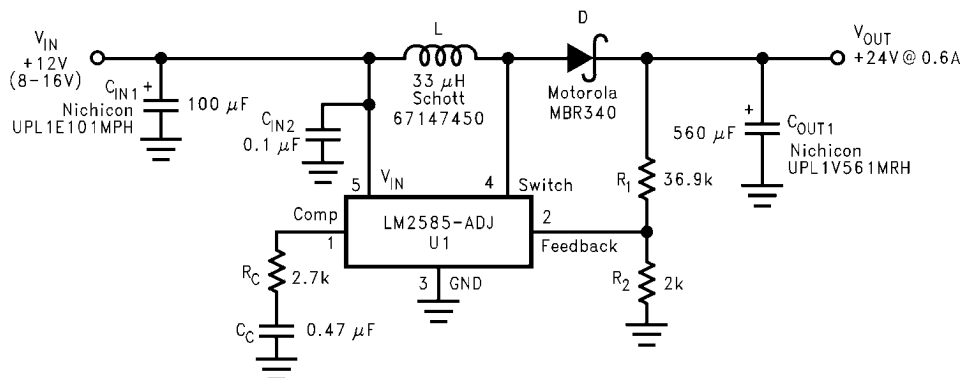 V_IN
+12V
(8–16V)
C_IN1 +
Nichicon
UPL1E101MPH
100 μF
C_IN2
0.1 μF
L
33 μH
Schott
67147450
D
Motorola
MBR340
V_OUT
+24V @ 0.6A
560 μF
+
C_OUT1
Nichicon
UPL1V561MRH
R_1
36.9k
5
V_IN
4
Switch
Comp
1
LM2585-ADJ
U1
2
Feedback
3
GND
R_C
2.7k
R_2
2k
C_C
0.47 μF